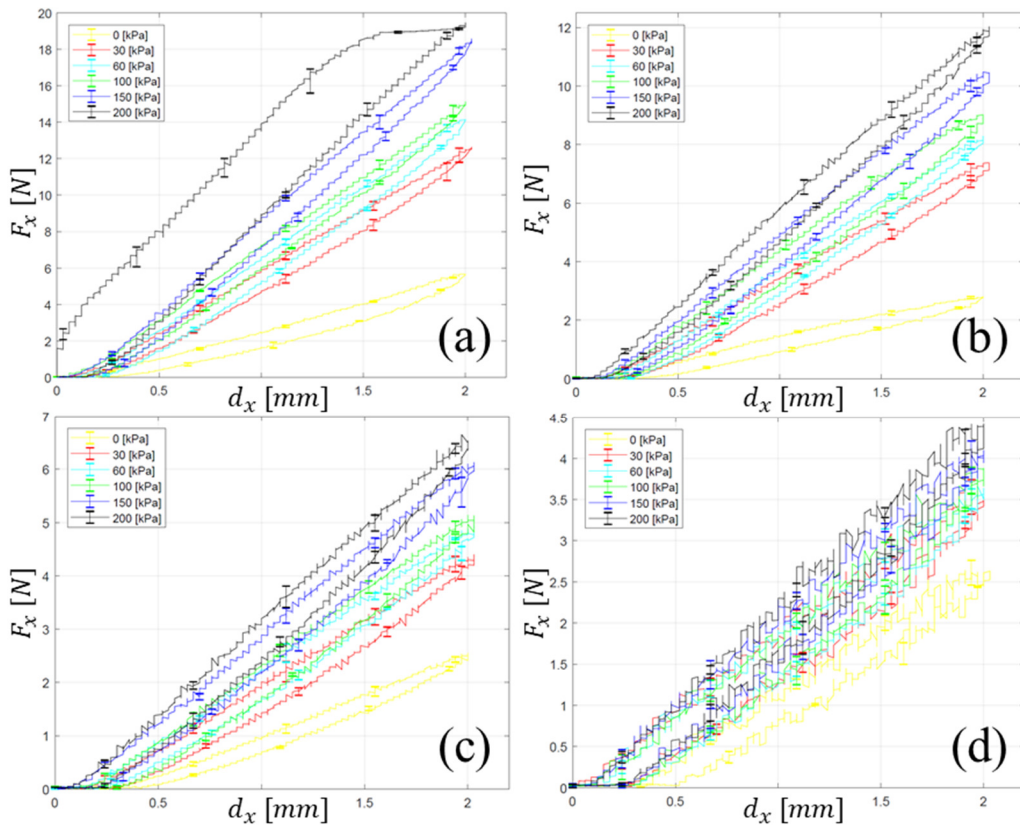 20
18
16
14
12
10
8
6
4
2
0
F_x [N]
0 [kPa]
30 [kPa]
60 [kPa]
100 [kPa]
150 [kPa]
200 [kPa]
(a)
0 0.5 1 1.5 2
d_x [mm]
12
10
8
6
4
2
0
F_x [N]
0 [kPa]
30 [kPa]
60 [kPa]
100 [kPa]
150 [kPa]
200 [kPa]
(b)
0 0.5 1.5 2
d_x [mm]
7
6
5
4
3
2
1
0
F_x [N]
0 [kPa]
30 [kPa]
60 [kPa]
100 [kPa]
150 [kPa]
200 [kPa]
(c)
0 0.5 1.5 2
d_x [mm]
4.5
4
3.5
3
2.5
2
1.5
1
0.5
0
F_x [N]
0 [kPa]
30 [kPa]
60 [kPa]
100 [kPa]
150 [kPa]
200 [kPa]
(d)
0 0.5 1.5 2
d_x [mm]